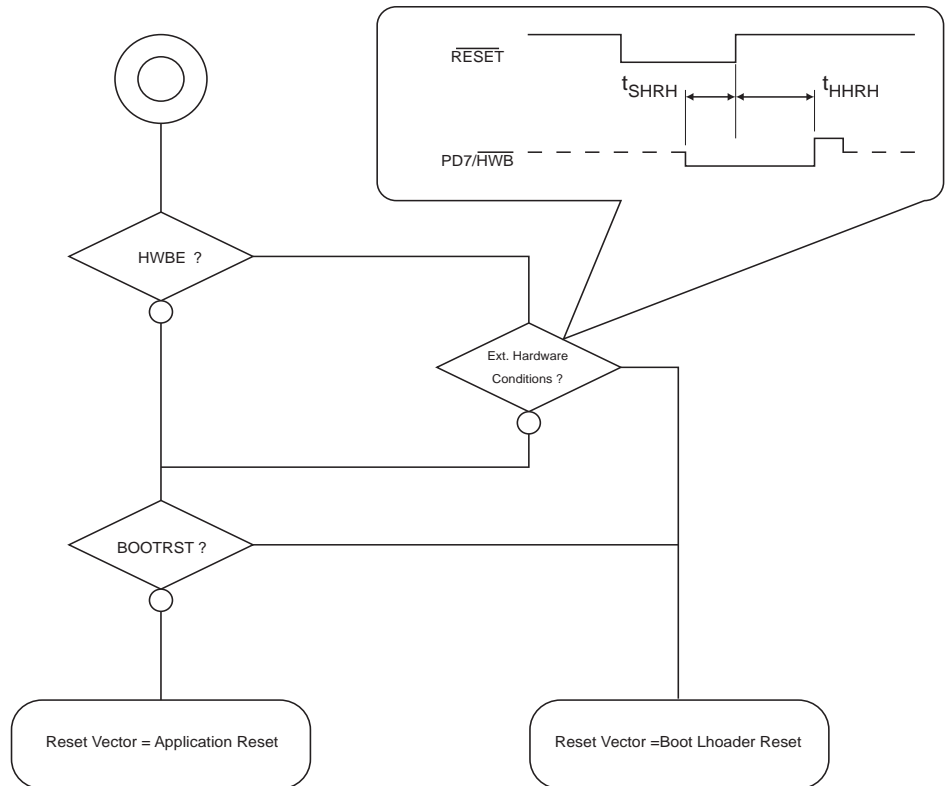 RESET
tSHRH
tHHRH
PD7/HWB
HWBE ?
Ext. Hardware
Conditions ?
BOOTRST ?
Reset Vector = Application Reset
Reset Vector =Boot Lhoader Reset